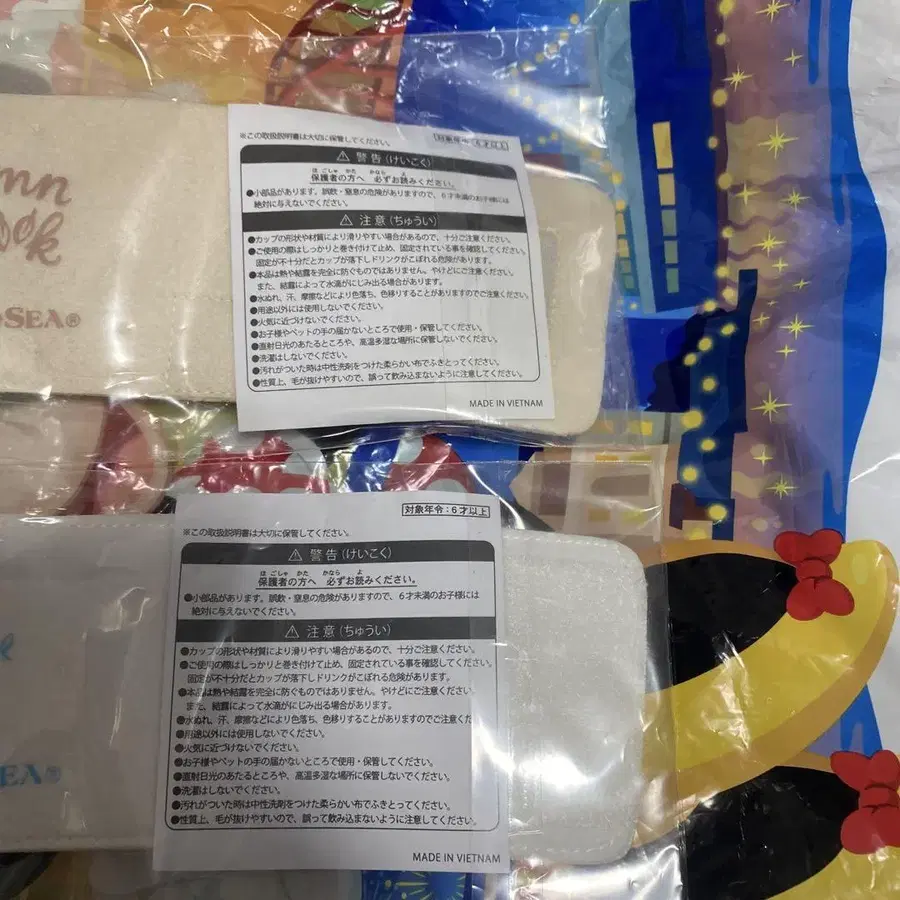 nn
ook
SEA®
※この取扱説明書は大切に保管してください。
対象年令:6才以上
⚠ 警告(けいこく)
ほごしゃ かた かなら よ
保護者の方へ 必ずお読みください。
●小部品があります。誤飲・窒息の危険がありますので、6才未満のお子様には
絶対に与えないでください。
⚠ 注意(ちゅうい)
●カップの形状や材質により滑りやすい場合があるので、十分ご注意ください。
●ご使用の際はしっかりと巻き付けて止め、固定されている事を確認してください。
固定が不十分だとカップが落下しドリンクがこぼれる危険があります。
●本品は熱や結露を完全に防ぐものではありません。やけどにご注意ください。
また、結露によって水滴がにじみ出る場合があります。
●水ぬれ、汗、摩擦などにより色落ち、色移りすることがありますのでご注意ください。
●用途以外には使用しないでください。
●火気に近づけないでください。
●お子様やペットの手の届かないところで使用・保管してください。
●直射日光のあたるところや、高温多湿な場所に保管しないでください。
●洗濯はしないでください。
●汚れがついた時は中性洗剤をつけた柔らかい布でふきとってください。
●性質上、毛が抜けやすいので、誤って飲み込まないように注意してください。
MADE IN VIETNAM
SEA®
対象年令:6才以上
※この取扱説明書は大切に保管してください。
⚠ 警告(けいこく)
ほごしゃ かた かなら よ
保護者の方へ 必ずお読みください。
●小部品があります。誤飲・窒息の危険がありますので、6才未満のお子様には
絶対に与えないでください。
⚠ 注意(ちゅうい)
●カップの形状や材質により滑りやすい場合があるので、十分ご注意ください。
●ご使用の際はしっかりと巻き付けて止め、固定されている事を確認してください。
固定が不十分だとカップが落下しドリンクがこぼれる危険があります。
●本品は熱や結露を完全に防ぐものではありません。やけどにご注意ください。
また、結露によって水滴がにじみ出る場合があります。
●水ぬれ、汗、摩擦などにより色落ち、色移りすることがありますのでご注意くだ
●用途以外には使用しないでください。
●火気に近づけないでください。
●お子様やペットの手の届かないところで使用・保管してください。
●直射日光のあたるところや、高温多湿な場所に保管しないでください。
●洗濯はしないでください。
●汚れがついた時は中性洗剤をつけた柔らかい布でふきとってください。
●性質上、毛が抜けやすいので、誤って飲み込まないように注意してください。
MADE IN VIETNAM